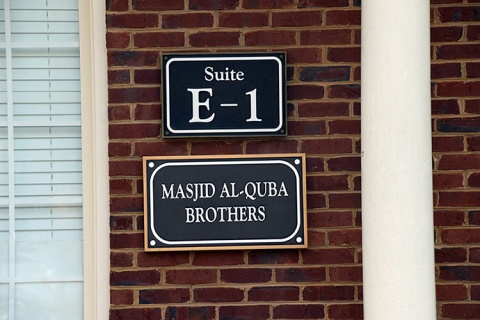 Suite
E-1
MASJID AL-QUBA
BROTHERS